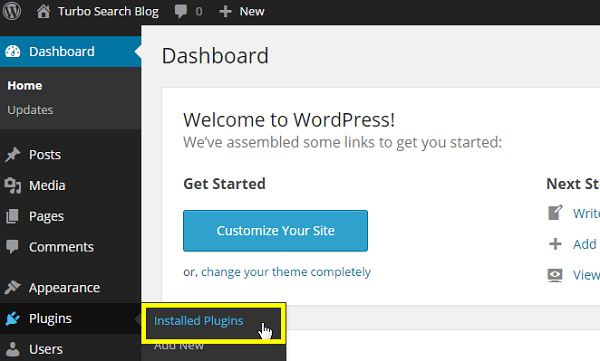 Turbo Search Blog 0 New
Dashboard
Home
Updates
Posts
Media
Pages
Comments
Appearance
Plugins
Users
Installed Plugins
Add New
Dashboard
Welcome to WordPress!
We've assembled some links to get you started:
Get Started
Customize Your Site
or, change your theme completely
Next Ste
Write
Add
View